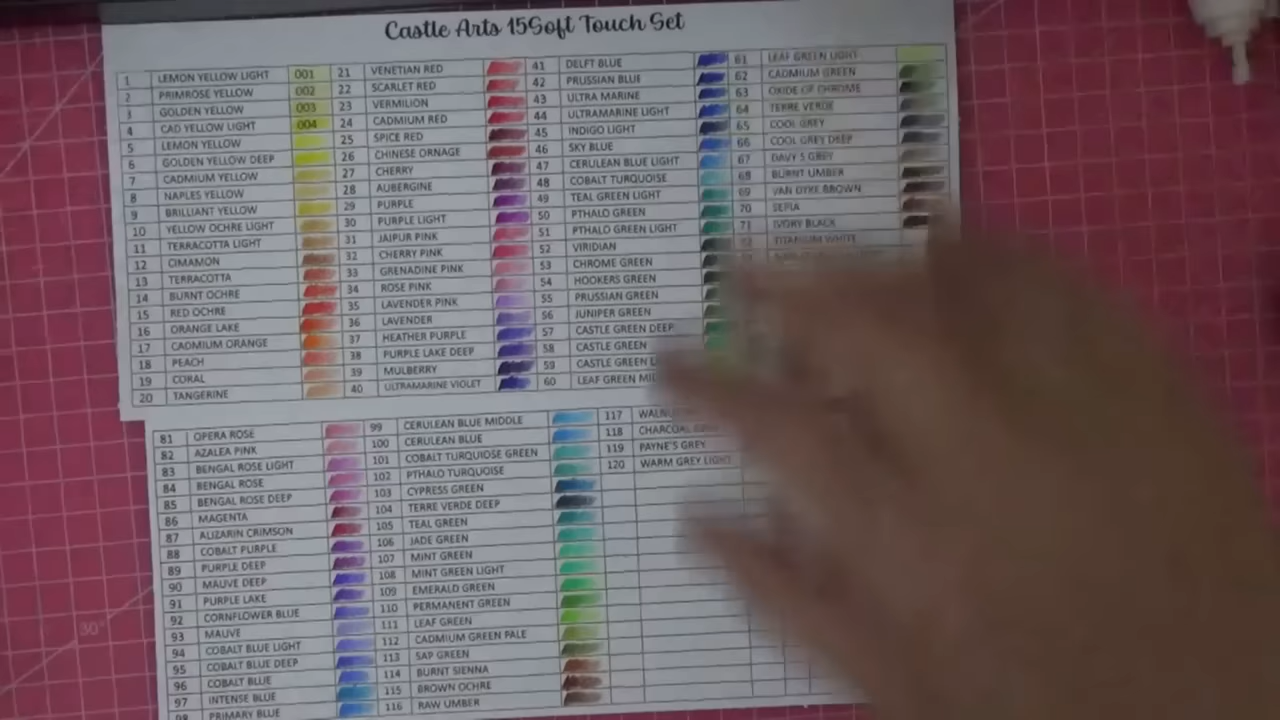 Castle Arts 15Soft Touch Set
1 LEMON YELLOW LIGHT 001
2 PRIMROSE YELLOW 002
3 GOLDEN YELLOW 003
4 CAD YELLOW LIGHT 004
5 LEMON YELLOW
6 GOLDEN YELLOW DEEP
7 CADMIUM YELLOW
8 NAPLES YELLOW
9 BRILLIANT YELLOW
10 YELLOW OCHRE LIGHT
11 TERRACOTTA LIGHT
12 CIMAMON
13 TERRACOTTA
14 BURNT OCHRE
15 RED OCHRE
16 ORANGE LAKE
17 CADMIUM ORANGE
18 PEACH
19 CORAL
20 TANGERINE
21 VENETIAN RED
22 SCARLET RED
23 VERMILION
24 CADMIUM RED
25 SPICE RED
26 CHINESE ORNAGE
27 CHERRY
28 AUBERGINE
29 PURPLE
30 PURPLE LIGHT
31 JAIPUR PINK
32 CHERRY PINK
33 GRENADINE PINK
34 ROSE PINK
35 LAVENDER PINK
36 LAVENDER
37 HEATHER PURPLE
38 PURPLE LAKE DEEP
39 MULBERRY
40 ULTRAMARINE VIOLET
41 DELFT BLUE
42 PRUSSIAN BLUE
43 ULTRA MARINE
44 ULTRAMARINE LIGHT
45 INDIGO LIGHT
46 SKY BLUE
47 CERULEAN BLUE LIGHT
48 COBALT TURQUOISE
49 TEAL GREEN LIGHT
50 PTHALO GREEN
51 PTHALO GREEN LIGHT
52 VIRIDIAN
53 CHROME GREEN
54 HOOKERS GREEN
55 PRUSSIAN GREEN
56 JUNIPER GREEN
57 CASTLE GREEN DEEP
58 CASTLE GREEN
59 CASTLE GREEN
60 LEAF GREEN
61 LEAF GREEN LIGHT
62 CADMIUM GREEN
63 OXIDE OF CHROME
64 TERRE VERDE
65 COOL GREY
66 COOL GREY DEEP
67 DAVY'S GREY
68 BURNT UMBER
69 VAN DYKE BROWN
70 SEPIA
71 IVORY BLACK
TITANIUM WHITE
81 OPERA ROSE
82 AZALEA PINK
83 BENGAL ROSE LIGHT
84 BENGAL ROSE
85 BENGAL ROSE DEEP
86 MAGENTA
87 ALIZARIN CRIMSON
88 COBALT PURPLE
89 PURPLE DEEP
90 MAUVE DEEP
91 PURPLE LAKE
92 CORNFLOWER BLUE
93 MAUVE
94 COBALT BLUE LIGHT
95 COBALT BLUE DEEP
96 COBALT BLUE
97 INTENSE BLUE
98 PRIMARY BLUE
99 CERULEAN BLUE MIDDLE
100 CERULEAN BLUE
101 COBALT TURQUIOSE GREEN
102 PTHALO TURQUOISE
103 CYPRESS GREEN
104 TERRE VERDE DEEP
105 TEAL GREEN
106 JADE GREEN
107 MINT GREEN
108 MINT GREEN LIGHT
109 EMERALD GREEN
110 PERMANENT GREEN
111 LEAF GREEN
112 CADMIUM GREEN PALE
113 SAP GREEN
114 BURNT SIENNA
115 BROWN OCHRE
116 RAW UMBER
117
118 CHARCOAL
119 PAYNE'S GREY
120 WARM GREY LIGHT
30°